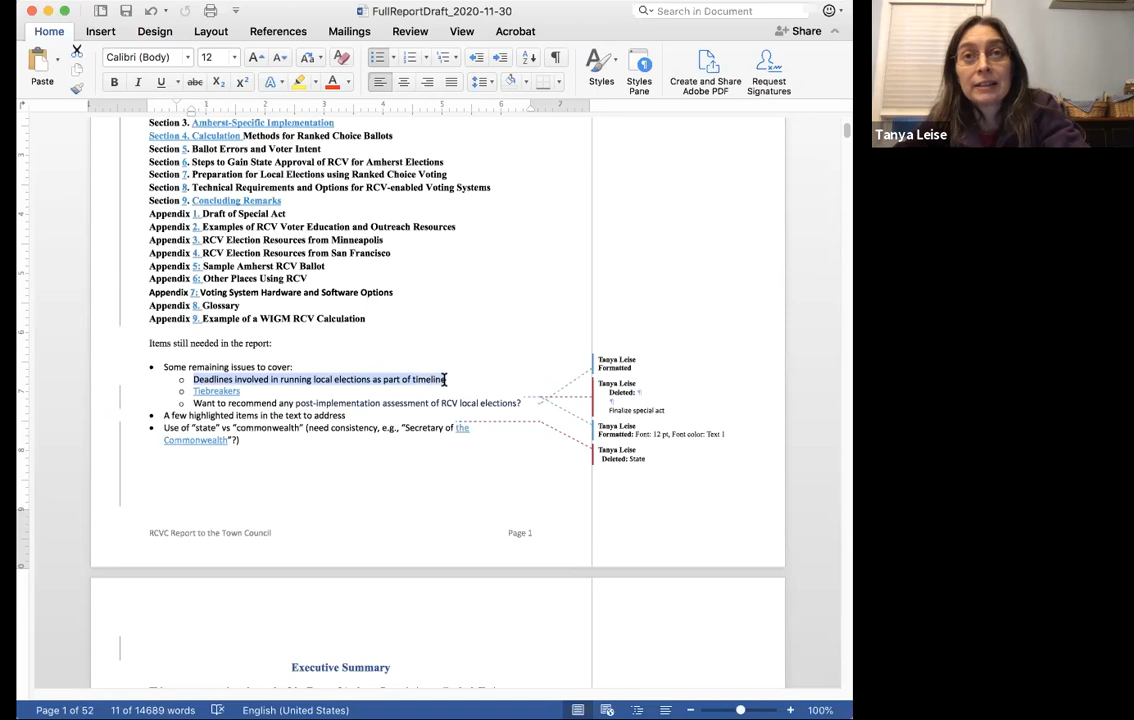 FullReportDraft_2020-11-30
Search in Document
Home Insert Design Layout References Mailings Review View Acrobat
Share
Calibri (Body) 12
Paste
Styles
Styles Pane
Create and Share Adobe PDF
Request Signatures
Section 3. Amherst-Specific Implementation
Section 4. Calculation Methods for Ranked Choice Ballots
Section 5. Ballot Errors and Voter Intent
Section 6. Steps to Gain State Approval of RCV for Amherst Elections
Section 7. Preparation for Local Elections using Ranked Choice Voting
Section 8. Technical Requirements and Options for RCV-enabled Voting Systems
Section 9. Concluding Remarks
Appendix 1. Draft of Special Act
Appendix 2. Examples of RCV Voter Education and Outreach Resources
Appendix 3. RCV Election Resources from Minneapolis
Appendix 4. RCV Election Resources from San Francisco
Appendix 5: Sample Amherst RCV Ballot
Appendix 6: Other Places Using RCV
Appendix 7: Voting System Hardware and Software Options
Appendix 8. Glossary
Appendix 9. Example of a WIGM RCV Calculation
Items still needed in the report:
• Some remaining issues to cover:
o Deadlines involved in running local elections as part of timeline
o Tiebreakers
o Want to recommend any post-implementation assessment of RCV local elections?
• A few highlighted items in the text to address
• Use of “state” vs “commonwealth” (need consistency, e.g., “Secretary of the
Commonwealth”?)
Tanya Leise
Formatted
Tanya Leise
Deleted: ¶
¶
Finalize special act
Tanya Leise
Formatted: Font: 12 pt, Font color: Text 1
Tanya Leise
Deleted: State
RCVC Report to the Town Council Page 1
Executive Summary
Page 1 of 52 11 of 14689 words English (United States) 100%
Tanya Leise